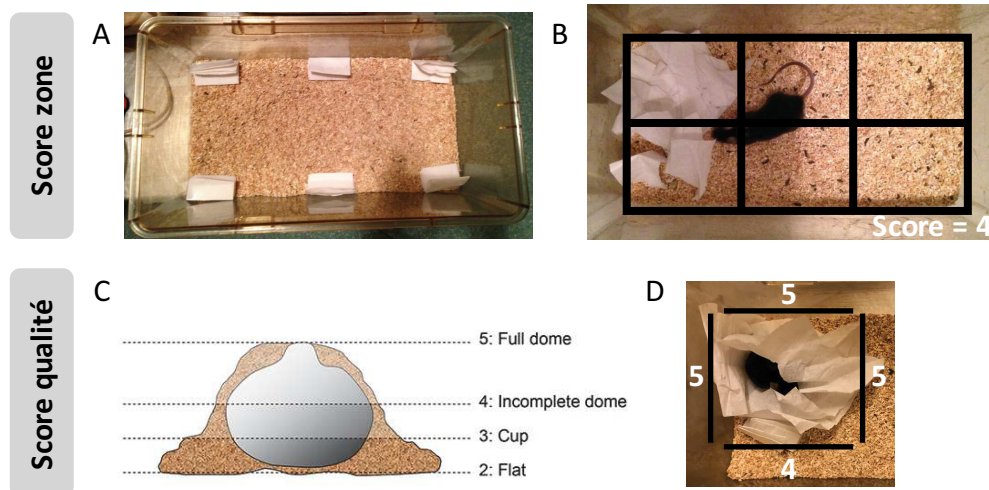 Score zone
A
B
Score = 4
Score qualité
C
5: Full dome
4: Incomplete dome
3: Cup
2: Flat
D
5
5
5
4